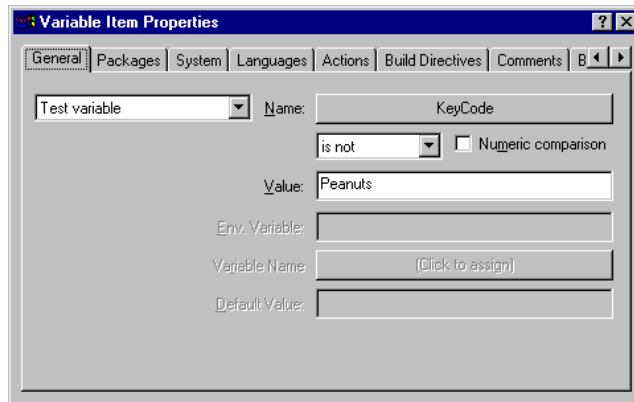 Variable Item Properties
General Packages System Languages Actions Build Directives Comments B
Test variable Name: KeyCode
is not Numeric comparison
Value: Peanuts
Env. Variable:
Variable Name (Click to assign)
Default Value: